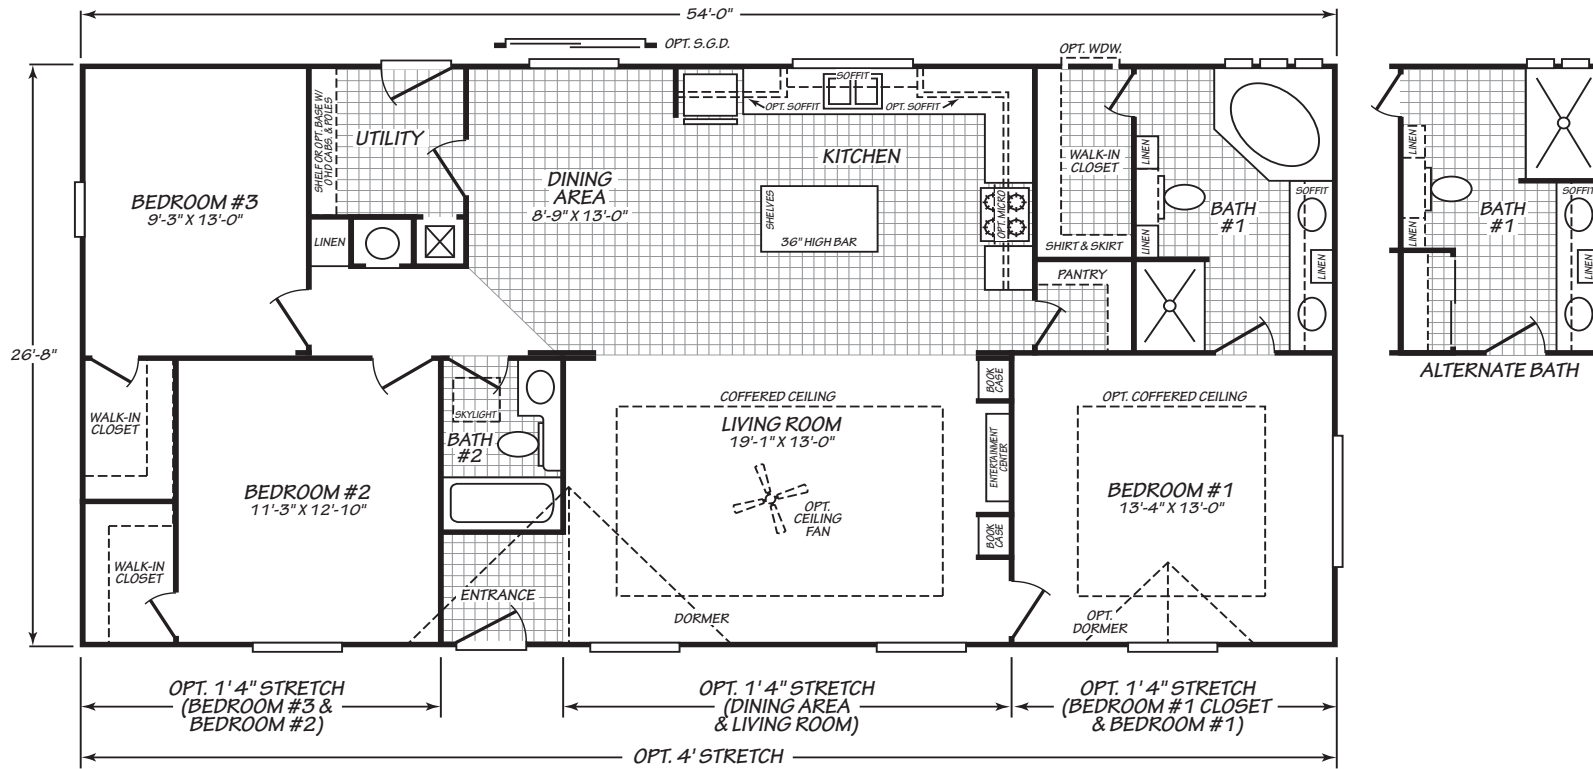 54'-0"
OPT. S.G.D.
OPT. WDW.
26'-8"
BEDROOM #3
9'-3" X 13'-0"
SHELF OR OPT. BASE W/
O'HD CABS. & POLES
UTILITY
LINEN
DINING
AREA
8'-9" X 13'-0"
SOFFIT
OPT. SOFFIT
OPT. SOFFIT
KITCHEN
SHELVES
36" HIGH BAR
OPT. MICRO
WALK-IN
CLOSET
SHIRT & SKIRT
PANTRY
LINEN
LINEN
BATH
#1
SOFFIT
LINEN
LINEN
LINEN
BATH
#1
SOFFIT
LINEN
ALTERNATE BATH
WALK-IN
CLOSET
WALK-IN
CLOSET
BEDROOM #2
11'-3" X 12'-10"
SKYLIGHT
BATH
#2
ENTRANCE
COFFERED CEILING
LIVING ROOM
19'-1" X 13'-0"
OPT.
CEILING
FAN
DORMER
BOOK
CASE
ENTERTAINMENT
CENTER
BOOK
CASE
OPT. COFFERED CEILING
BEDROOM #1
13'-4" X 13'-0"
OPT.
DORMER
OPT. 1' 4" STRETCH
(BEDROOM #3 &
BEDROOM #2)
OPT. 1' 4" STRETCH
(DINING AREA
& LIVING ROOM)
OPT. 1' 4" STRETCH
(BEDROOM #1 CLOSET
& BEDROOM #1)
OPT. 4' STRETCH